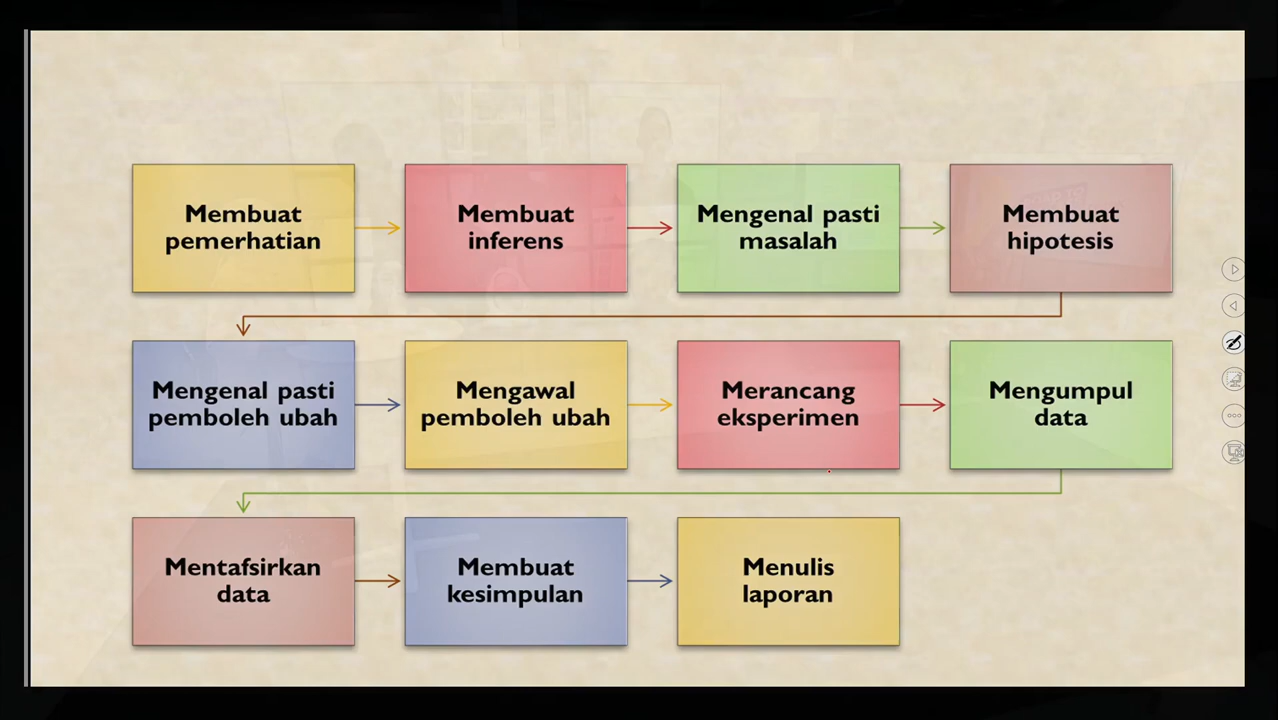 Membuat
pemerhatian
Membuat
inferens
Mengenal pasti
masalah
Membuat
hipotesis
Mengenal pasti
pemboleh ubah
Mengawal
pemboleh ubah
Merancang
eksperimen
Mengumpul
data
Mentafsirkan
data
Membuat
kesimpulan
Menulis
laporan